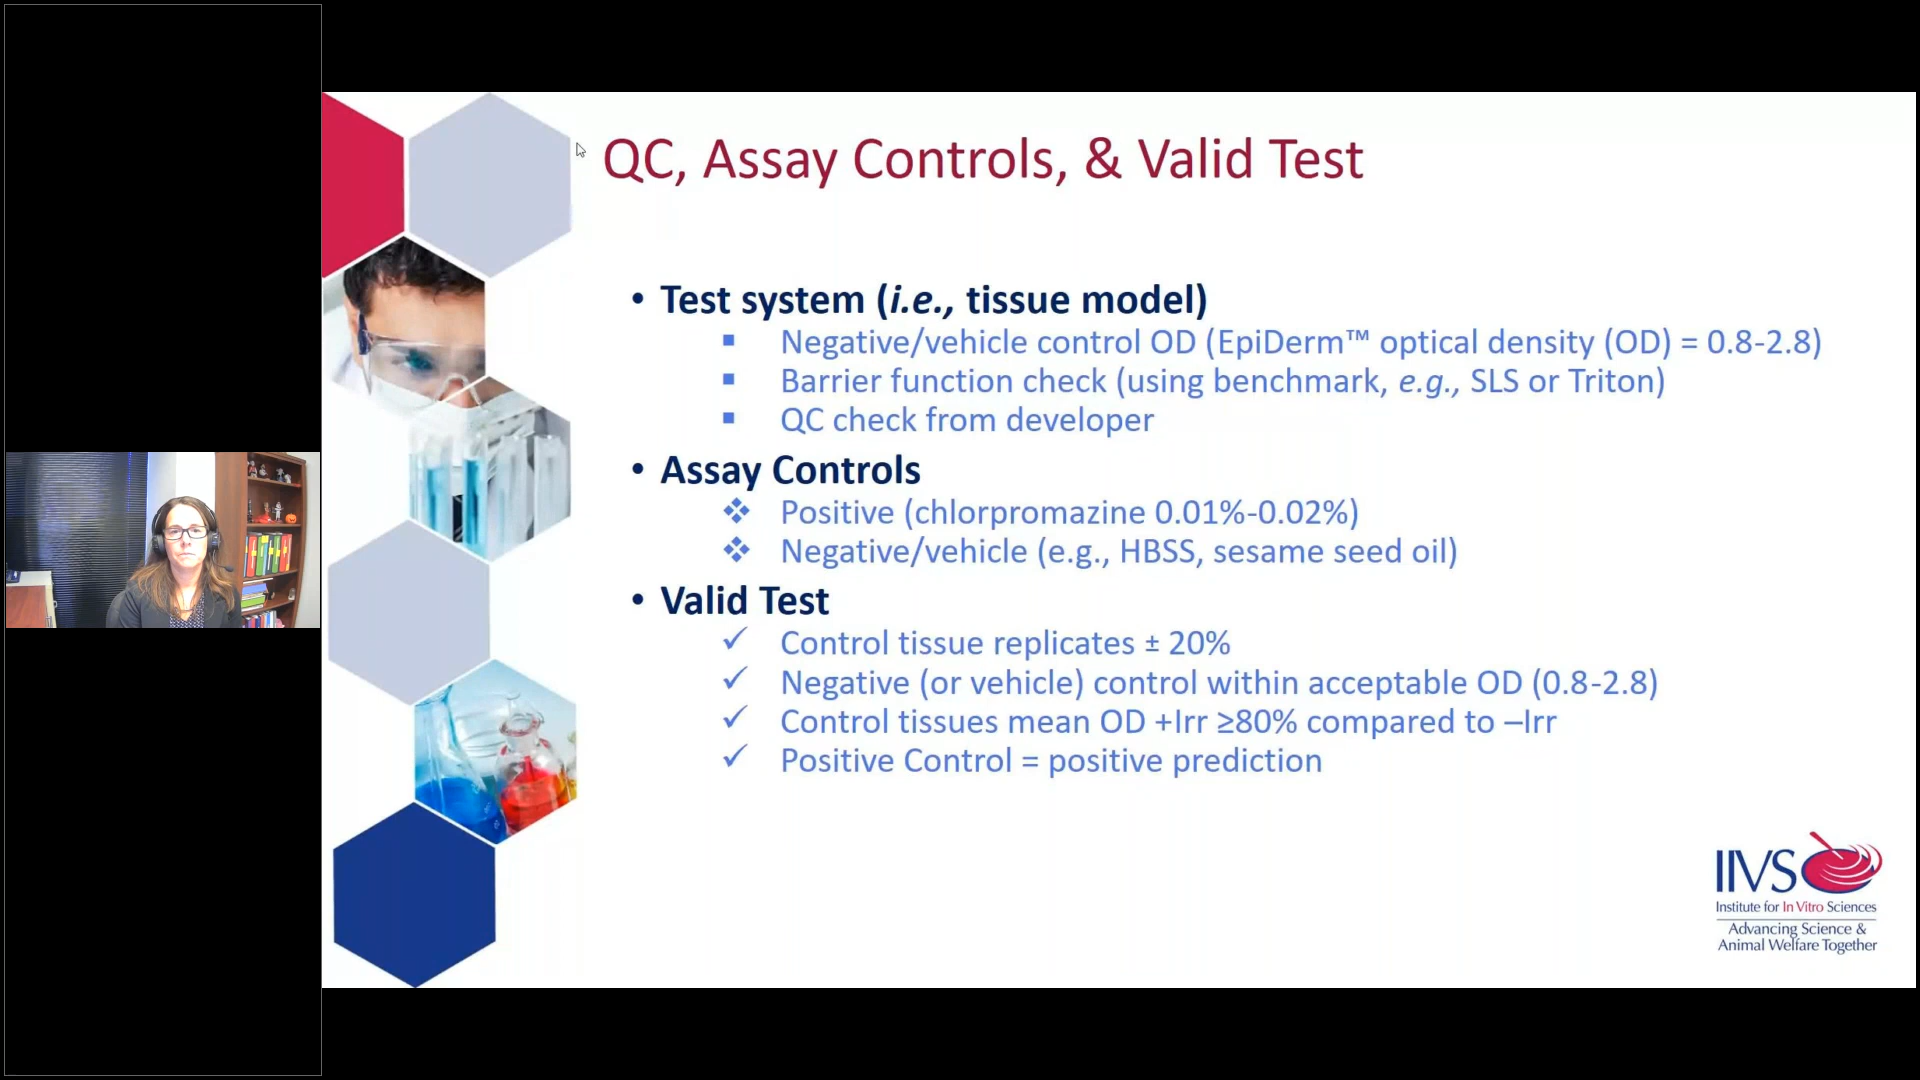 QC, Assay Controls, & Valid Test
• Test system (i.e., tissue model)
▪ Negative/vehicle control OD (EpiDerm™ optical density (OD) = 0.8-2.8)
▪ Barrier function check (using benchmark, e.g., SLS or Triton)
▪ QC check from developer
• Assay Controls
❖ Positive (chlorpromazine 0.01%-0.02%)
❖ Negative/vehicle (e.g., HBSS, sesame seed oil)
• Valid Test
✓ Control tissue replicates ± 20%
✓ Negative (or vehicle) control within acceptable OD (0.8-2.8)
✓ Control tissues mean OD +Irr ≥80% compared to –Irr
✓ Positive Control = positive prediction
IIVS
Institute for In Vitro Sciences
Advancing Science &
Animal Welfare Together